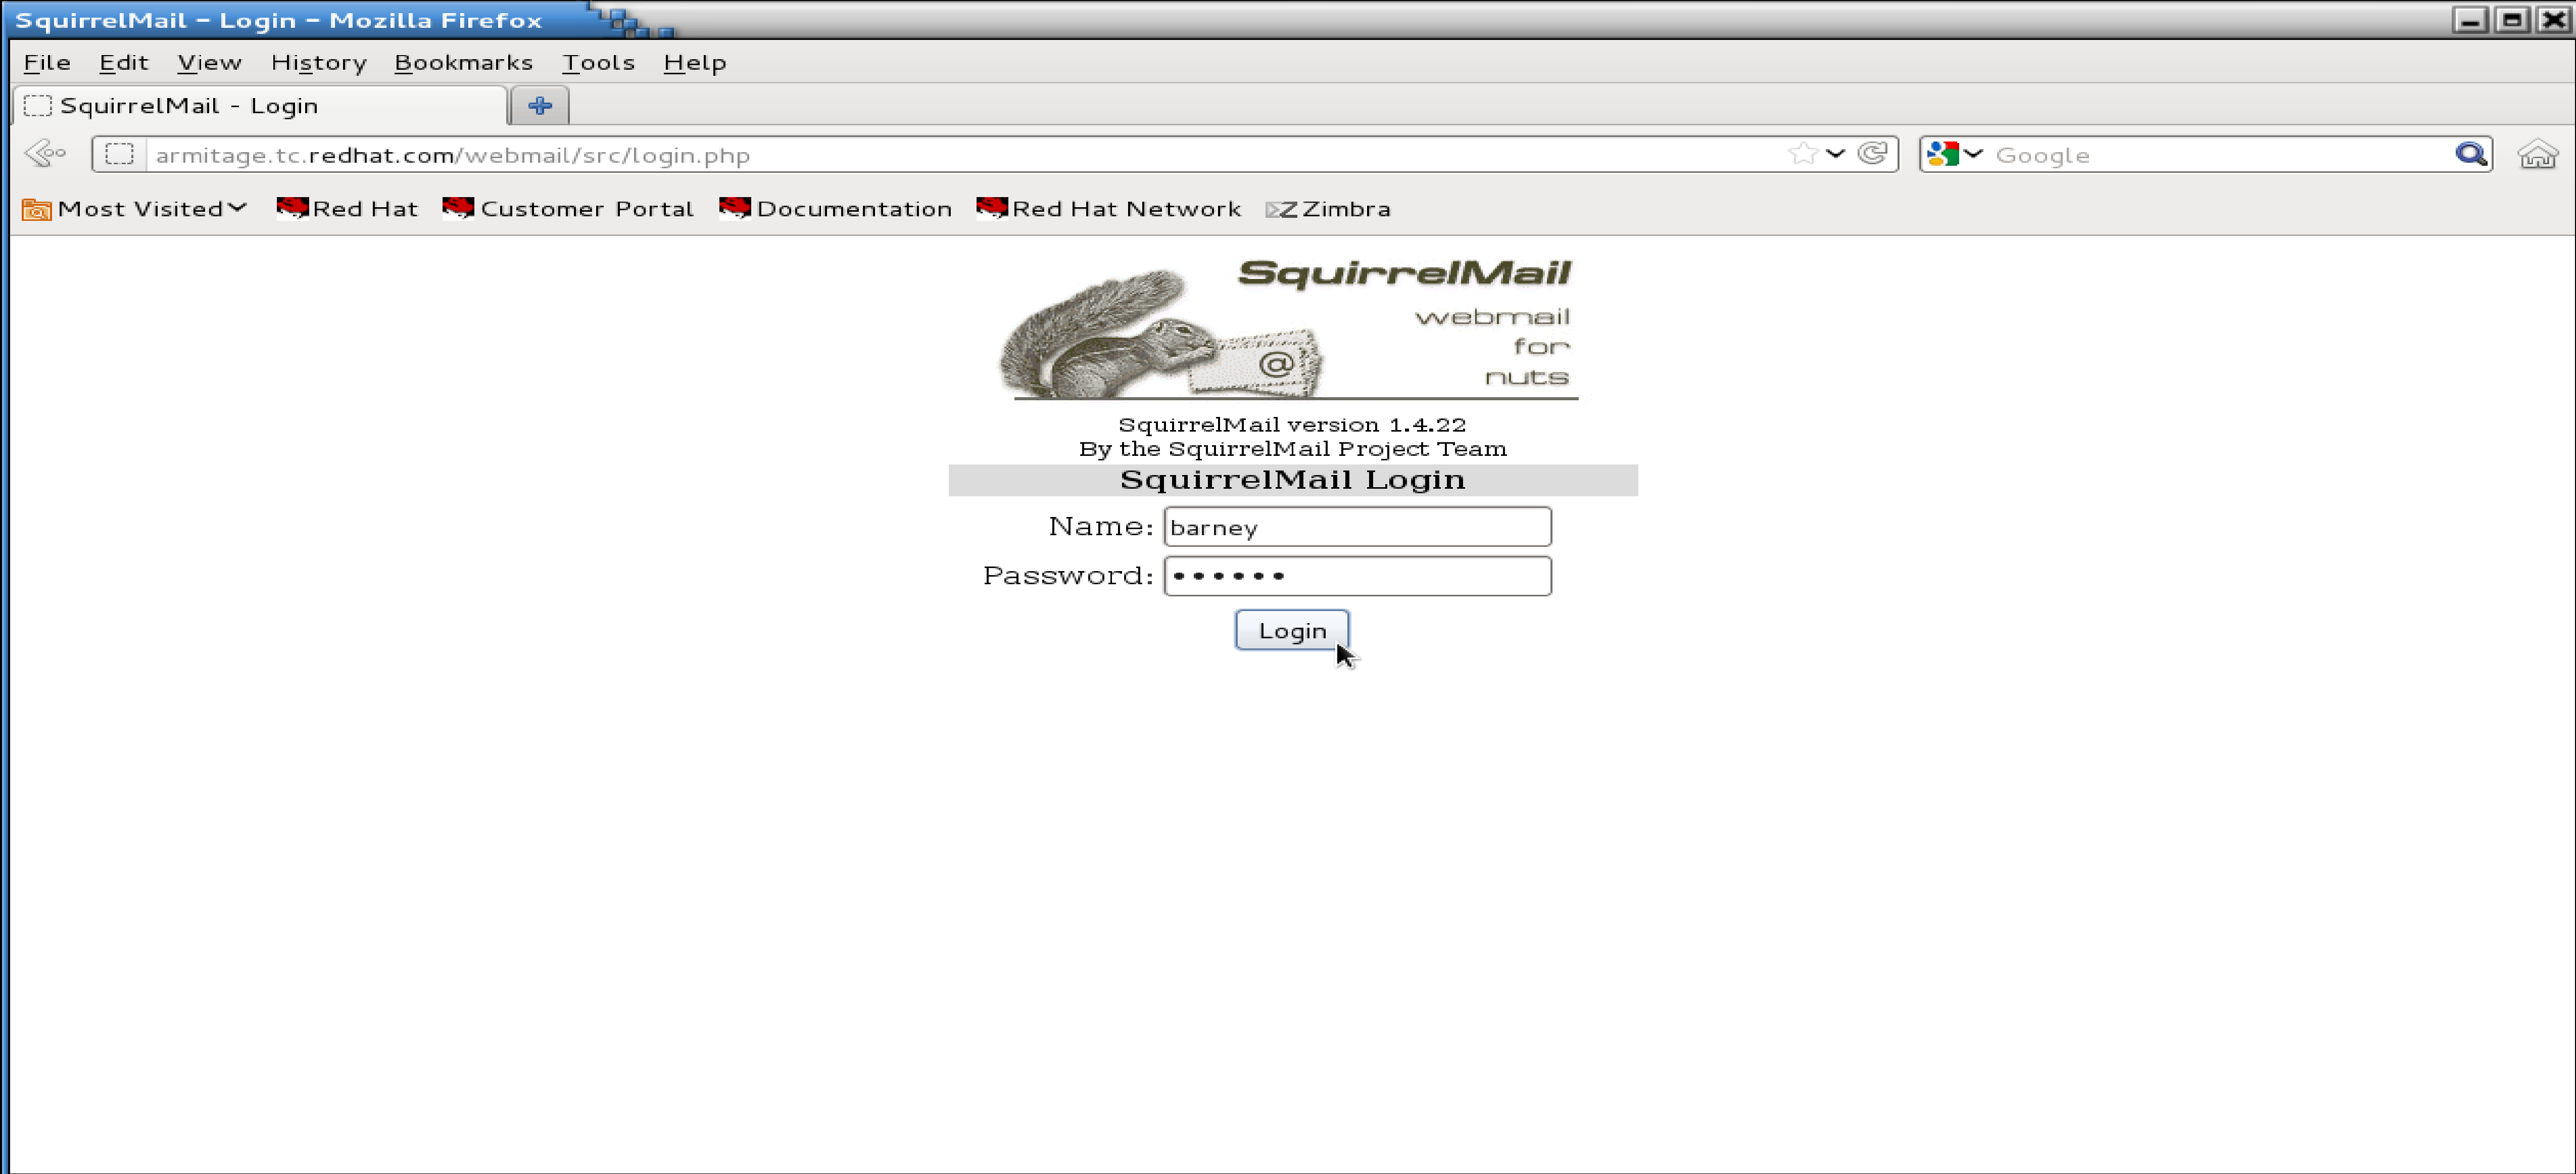 SquirrelMail - Login - Mozilla Firefox
File Edit View History Bookmarks Tools Help
SquirrelMail - Login
armitage.tc.redhat.com/webmail/src/login.php Google
Most Visited Red Hat Customer Portal Documentation Red Hat Network Zimbra
SquirrelMail
webmail
for
nuts
@
SquirrelMail version 1.4.22
By the SquirrelMail Project Team
SquirrelMail Login
Name: barney
Password: ••••••
Login